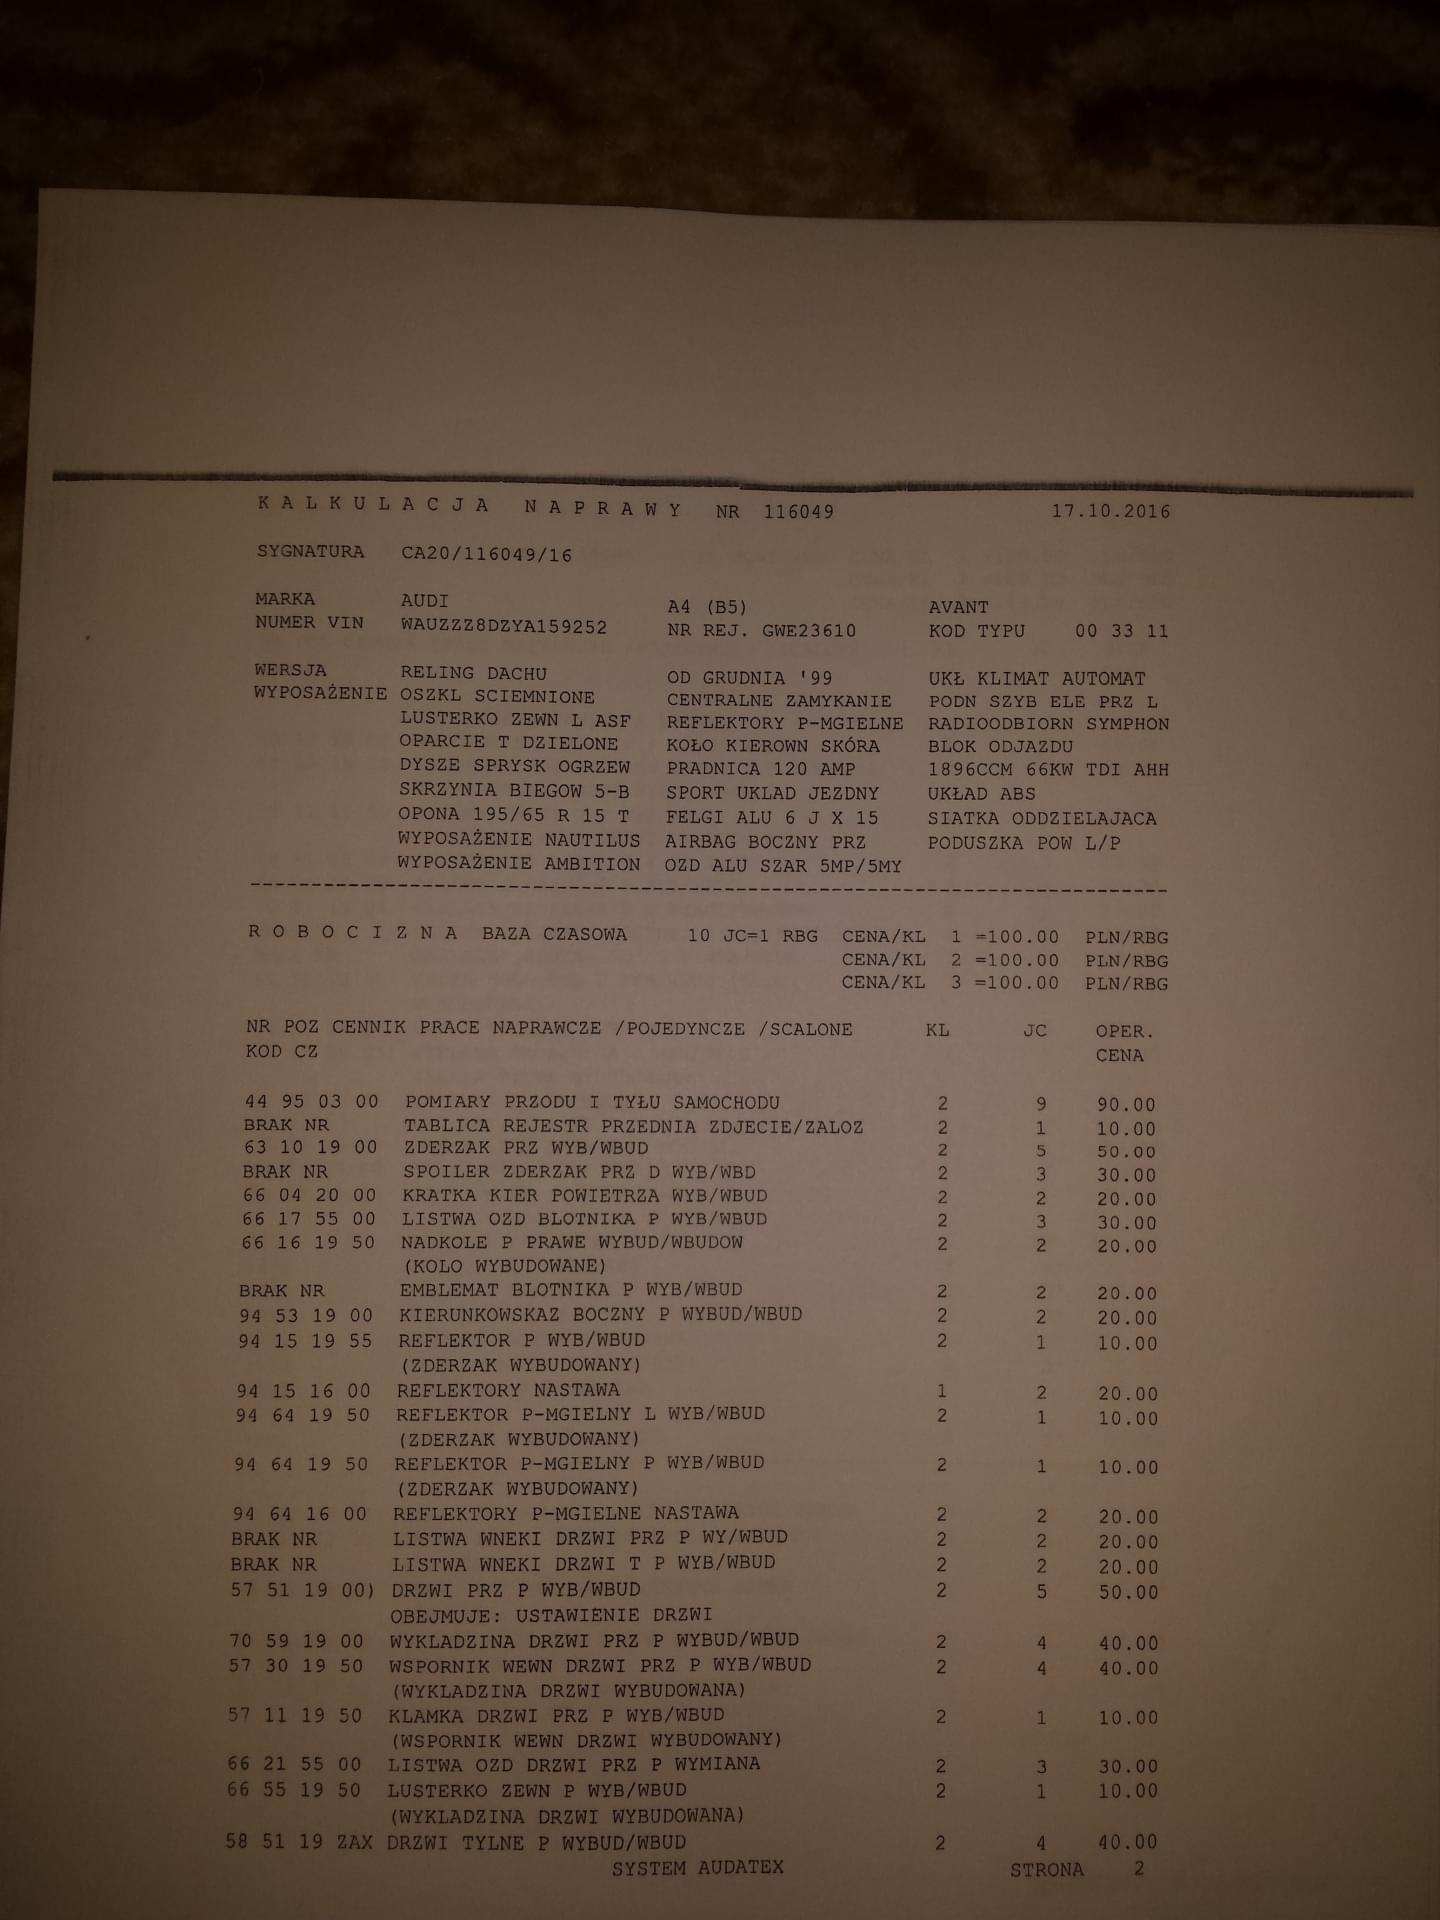 KALKULACJA NAPRAWY NR 116049 17.10.2016
SYGNATURA CA20/116049/16
MARKA AUDI A4 (B5) AVANT
NUMER VIN WAUZZZ8DZYA159252 NR REJ. GWE23610 KOD TYPU 00 33 11
WERSJA RELING DACHU OD GRUDNIA '99 UKŁ KLIMAT AUTOMAT
WYPOSAŻENIE OSZKL SCIEMNIONE CENTRALNE ZAMYKANIE PODN SZYB ELE PRZ L
LUSTERKO ZEWN L ASF REFLEKTORY P-MGIELNE RADIOODBIORN SYMPHON
OPARCIE T DZIELONE KOŁO KIEROWN SKÓRA BLOK ODJAZDU
DYSZE SPRYSK OGRZEW PRADNICA 120 AMP 1896CCM 66KW TDI AHH
SKRZYNIA BIEGOW 5-B SPORT UKLAD JEZDNY UKŁAD ABS
OPONA 195/65 R 15 T FELGI ALU 6 J X 15 SIATKA ODDZIELAJACA
WYPOSAŻENIE NAUTILUS AIRBAG BOCZNY PRZ PODUSZKA POW L/P
WYPOSAŻENIE AMBITION OZD ALU SZAR 5MP/5MY
ROBOCIZNA BAZA CZASOWA 10 JC=1 RBG CENA/KL 1 =100.00 PLN/RBG
CENA/KL 2 =100.00 PLN/RBG
CENA/KL 3 =100.00 PLN/RBG
NR POZ CENNIK PRACE NAPRAWCZE /POJEDYNCZE /SCALONE KL JC OPER.
KOD CZ CENA
44 95 03 00 POMIARY PRZODU I TYŁU SAMOCHODU 2 9 90.00
BRAK NR TABLICA REJESTR PRZEDNIA ZDJECIE/ZALOZ 2 1 10.00
63 10 19 00 ZDERZAK PRZ WYB/WBUD 2 5 50.00
BRAK NR SPOILER ZDERZAK PRZ D WYB/WBD 2 3 30.00
66 04 20 00 KRATKA KIER POWIETRZA WYB/WBUD 2 2 20.00
66 17 55 00 LISTWA OZD BLOTNIKA P WYB/WBUD 2 3 30.00
66 16 19 50 NADKOLE P PRAWE WYBUD/WBUDOW 2 2 20.00
(KOLO WYBUDOWANE)
BRAK NR EMBLEMAT BLOTNIKA P WYB/WBUD 2 2 20.00
94 53 19 00 KIERUNKOWSKAZ BOCZNY P WYBUD/WBUD 2 2 20.00
94 15 19 55 REFLEKTOR P WYB/WBUD 2 1 10.00
(ZDERZAK WYBUDOWANY)
94 15 16 00 REFLEKTORY NASTAWA 1 2 20.00
94 64 19 50 REFLEKTOR P-MGIELNY L WYB/WBUD 2 1 10.00
(ZDERZAK WYBUDOWANY)
94 64 19 50 REFLEKTOR P-MGIELNY P WYB/WBUD 2 1 10.00
(ZDERZAK WYBUDOWANY)
94 64 16 00 REFLEKTORY P-MGIELNE NASTAWA 2 2 20.00
BRAK NR LISTWA WNEKI DRZWI PRZ P WY/WBUD 2 2 20.00
BRAK NR LISTWA WNEKI DRZWI T P WYB/WBUD 2 2 20.00
57 51 19 00) DRZWI PRZ P WYB/WBUD 2 5 50.00
OBEJMUJE: USTAWIENIE DRZWI
70 59 19 00 WYKLADZINA DRZWI PRZ P WYBUD/WBUD 2 4 40.00
57 30 19 50 WSPORNIK WEWN DRZWI PRZ P WYB/WBUD 2 4 40.00
(WYKLADZINA DRZWI WYBUDOWANA)
57 11 19 50 KLAMKA DRZWI PRZ P WYB/WBUD 2 1 10.00
(WSPORNIK WEWN DRZWI WYBUDOWANY)
66 21 55 00 LISTWA OZD DRZWI PRZ P WYMIANA 2 3 30.00
66 55 19 50 LUSTERKO ZEWN P WYB/WBUD 2 1 10.00
(WYKLADZINA DRZWI WYBUDOWANA)
58 51 19 ZAX DRZWI TYLNE P WYBUD/WBUD 2 4 40.00
SYSTEM AUDATEX STRONA 2